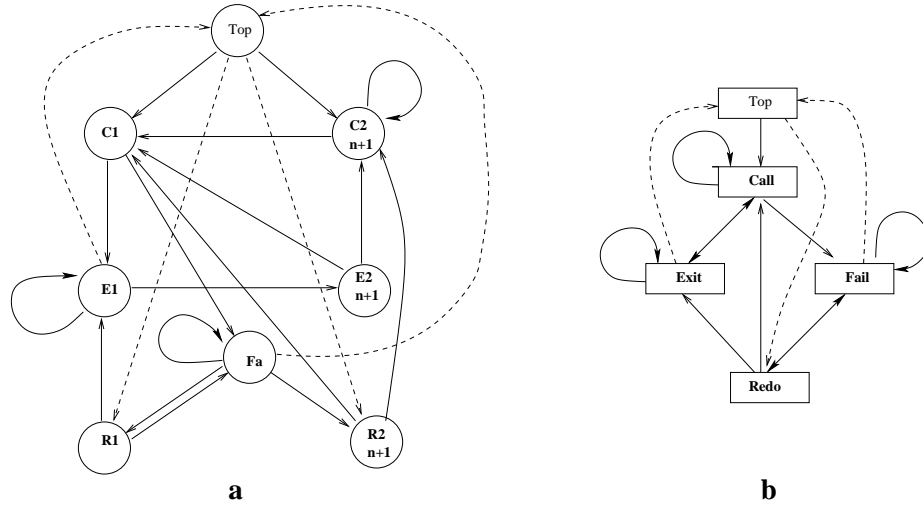 Top
C1
C2
n+1
E1
E2
n+1
Fa
R1
R2
n+1
a
Top
Call
Exit
Fail
Redo
b